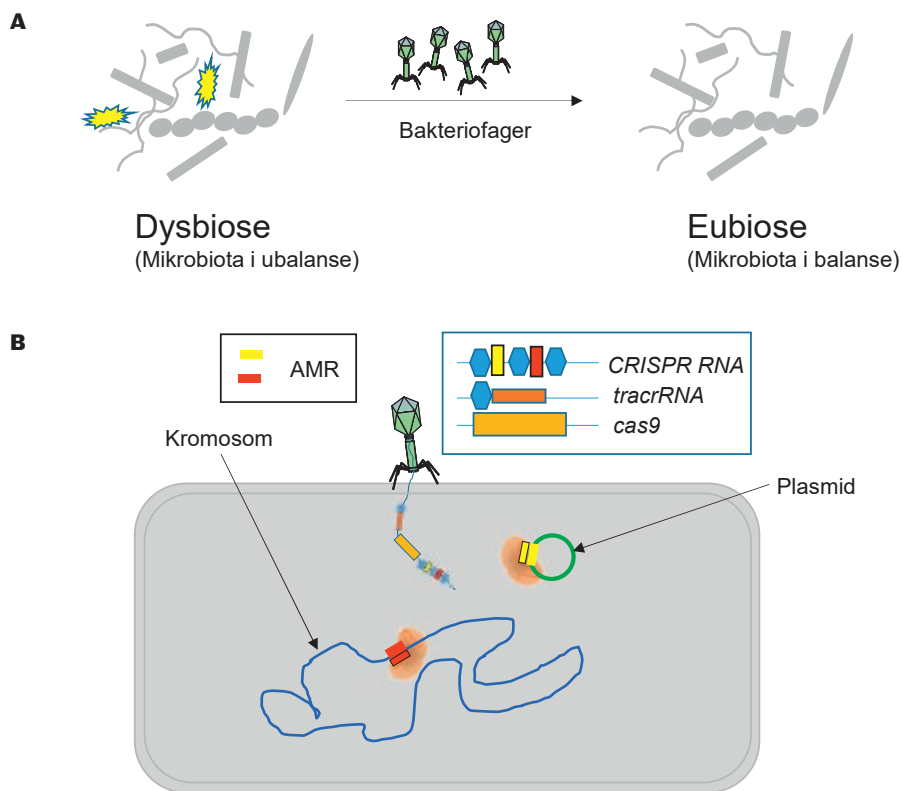 A
Bakteriofager
Dysbiose
(Mikrobiota i ubalanse)
Eubiose
(Mikrobiota i balanse)
B
AMR
CRISPR RNA
tracrRNA
cas9
Kromosom
Plasmid